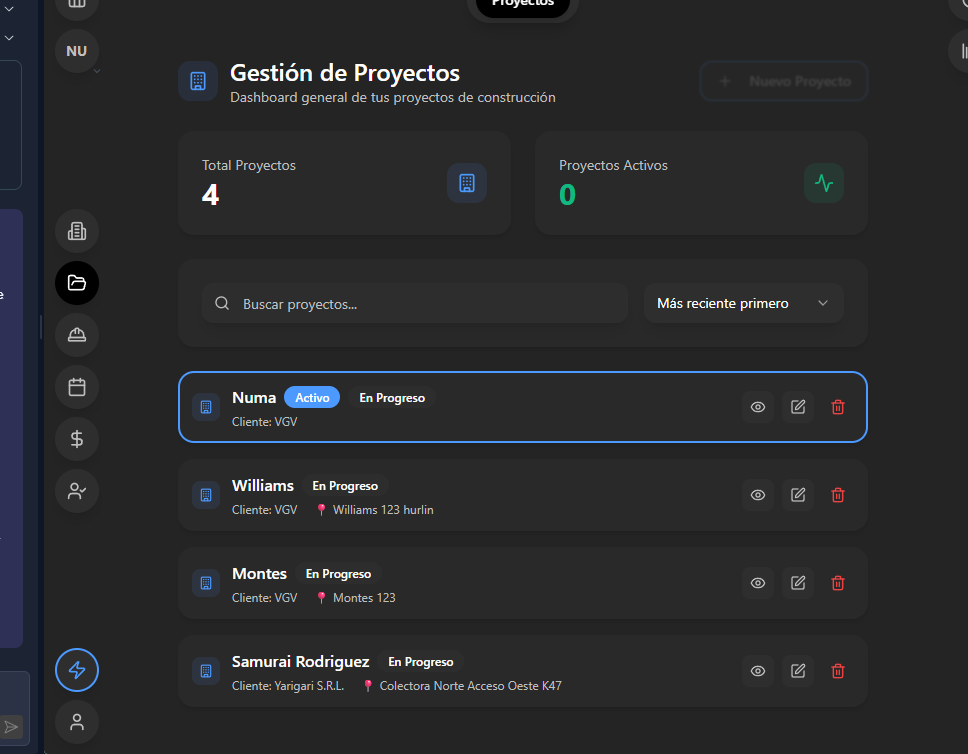 Proyectos
NU
Gestión de Proyectos
Dashboard general de tus proyectos de construcción
+ Nuevo Proyecto
Total Proyectos
4
Proyectos Activos
0
Buscar proyectos...
Más reciente primero
Numa Activo En Progreso
Cliente: VGV
Williams En Progreso
Cliente: VGV Williams 123 hurlin
Montes En Progreso
Cliente: VGV Montes 123
Samurai Rodriguez En Progreso
Cliente: Yarigari S.R.L. Colectora Norte Acceso Oeste K47